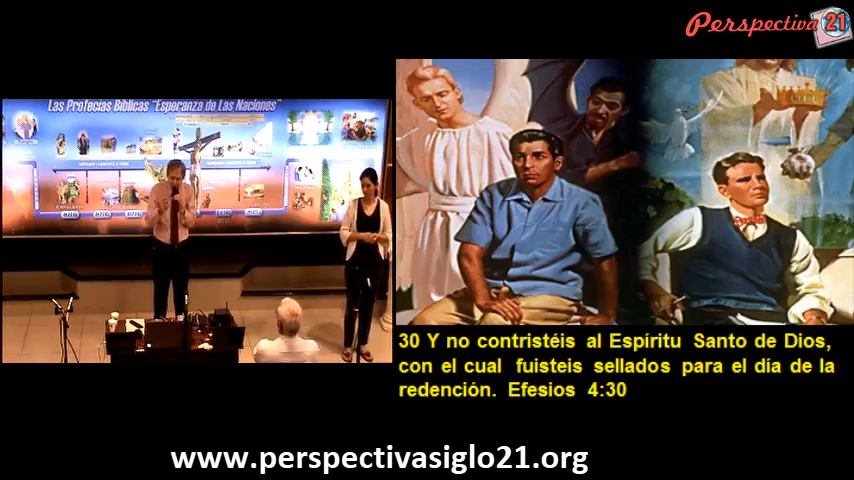 Perspectiva 21
Las Profecías Bíblicas "Esperanza de Las Naciones"
30 Y no contristéis al Espíritu Santo de Dios,
con el cual fuisteis sellados para el día de la
redención. Efesios 4:30
www.perspectivasiglo21.org